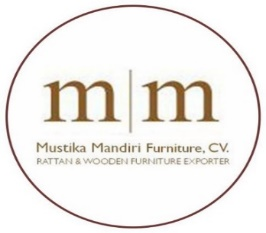 m|m
Mustika Mandiri Furniture, CV.
RATTAN & WOODEN FURNITURE EXPORTER